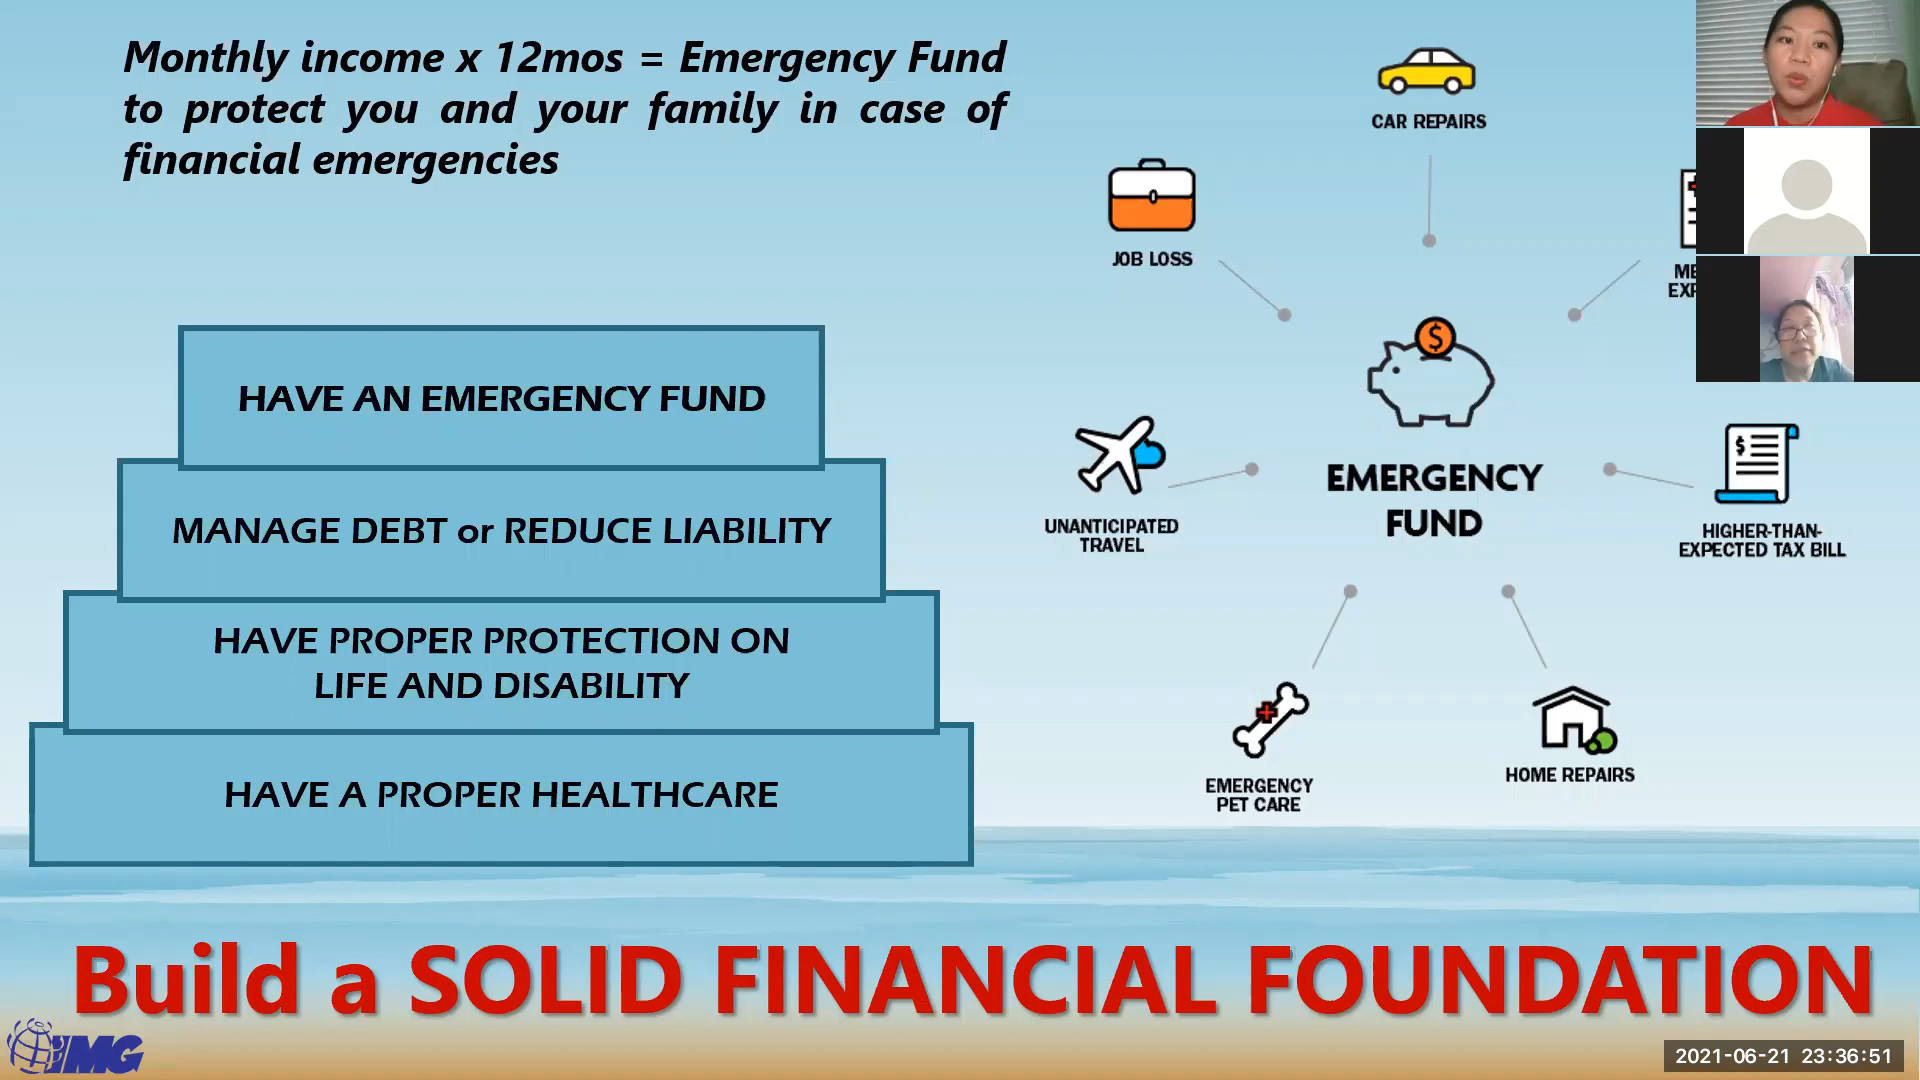 Monthly income x 12mos = Emergency Fund
to protect you and your family in case of
financial emergencies
CAR REPAIRS
JOB LOSS
$
EMERGENCY
FUND
UNANTICIPATED
TRAVEL
$
HIGHER-THAN-
EXPECTED TAX BILL
EMERGENCY
PET CARE
HOME REPAIRS
HAVE AN EMERGENCY FUND
MANAGE DEBT or REDUCE LIABILITY
HAVE PROPER PROTECTION ON
LIFE AND DISABILITY
HAVE A PROPER HEALTHCARE
Build a SOLID FINANCIAL FOUNDATION
IMG
2021-06-21 23:36:51